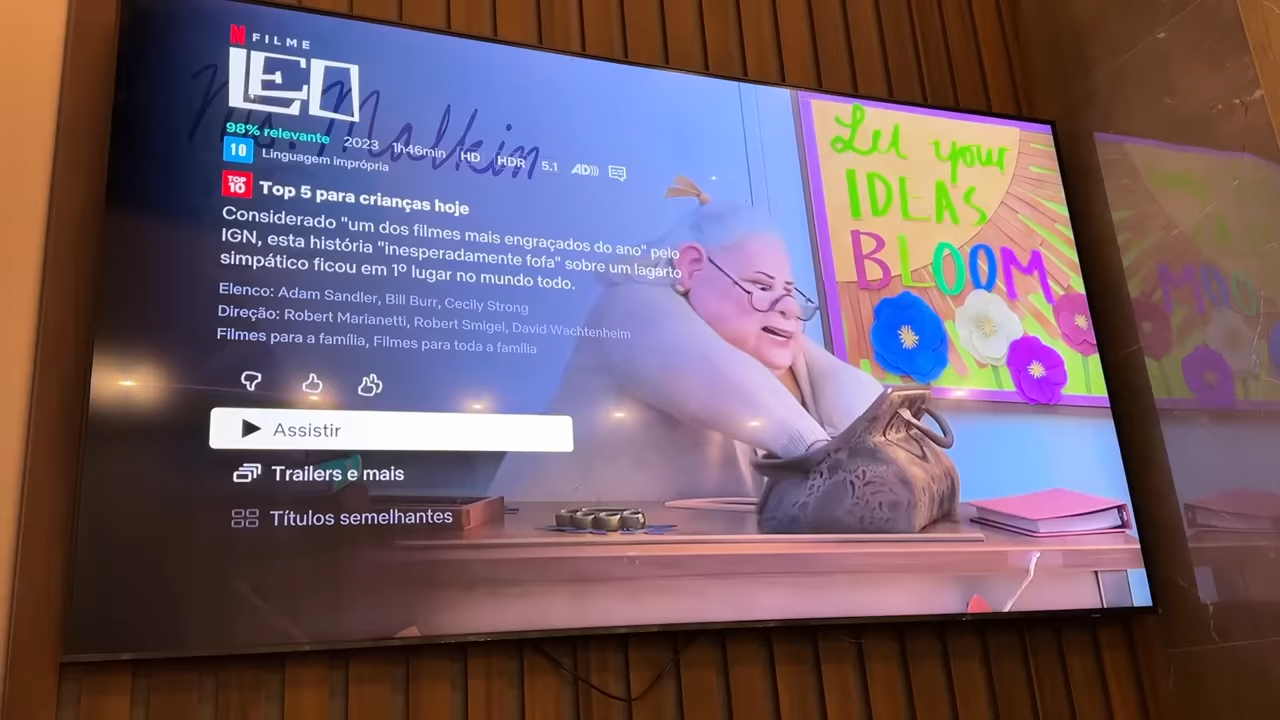 N FILME
LEO
Ms. Malkin
98% relevante 2023 1h46min HD HDR 5.1 AD
10 Linguagem imprópria
TOP 10 Top 5 para crianças hoje
Considerado "um dos filmes mais engraçados do ano" pelo
IGN, esta história "inesperadamente fofa" sobre um lagarto
simpático ficou em 1º lugar no mundo todo.
Elenco: Adam Sandler, Bill Burr, Cecily Strong
Direção: Robert Marianetti, Robert Smigel, David Wachtenheim
Filmes para a família, Filmes para toda a família
Assistir
Trailers e mais
Títulos semelhantes
Let your
IDEAS
BLOOM